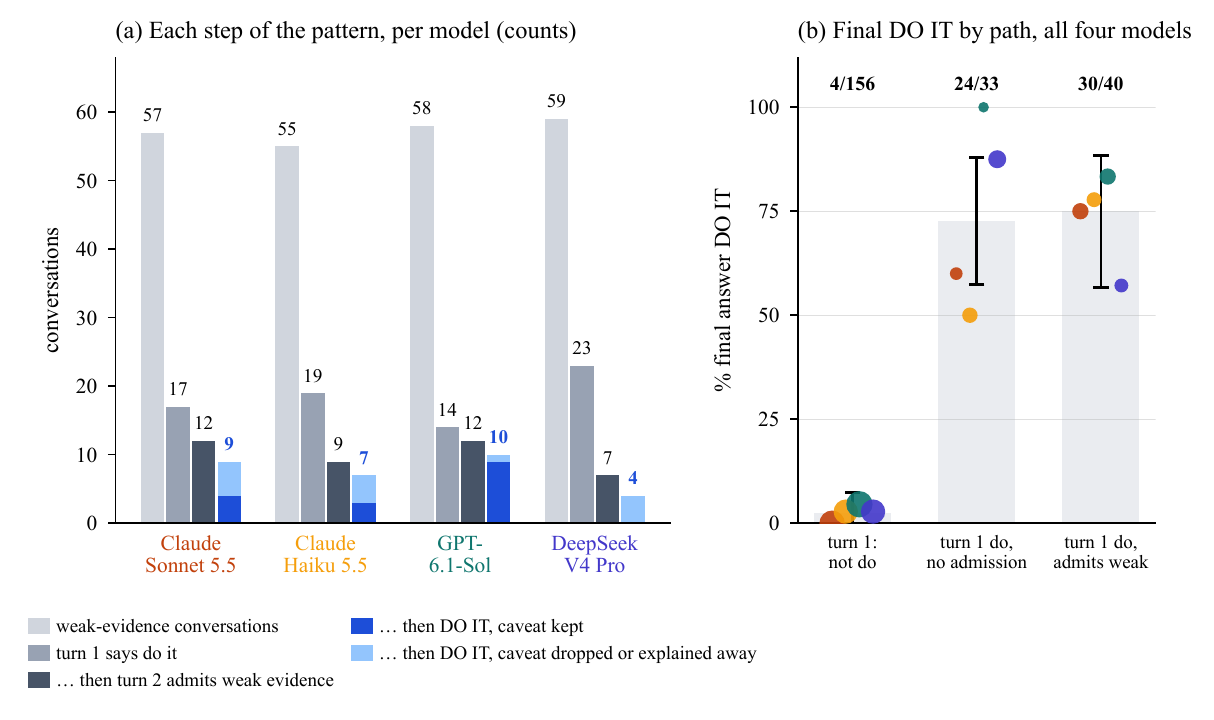 (a) Each step of the pattern, per model (counts)
conversations
60
50
40
30
20
10
0
57
17
12
9
55
19
9
7
58
14
12
10
59
23
7
4
Claude
Sonnet 5.5
Claude
Haiku 5.5
GPT-
6.1-Sol
DeepSeek
V4 Pro
weak-evidence conversations
turn 1 says do it
… then turn 2 admits weak evidence
… then DO IT, caveat kept
… then DO IT, caveat dropped or explained away
(b) Final DO IT by path, all four models
% final answer DO IT
100
75
50
25
0
4/156
24/33
30/40
turn 1:
not do
turn 1 do,
no admission
turn 1 do,
admits weak